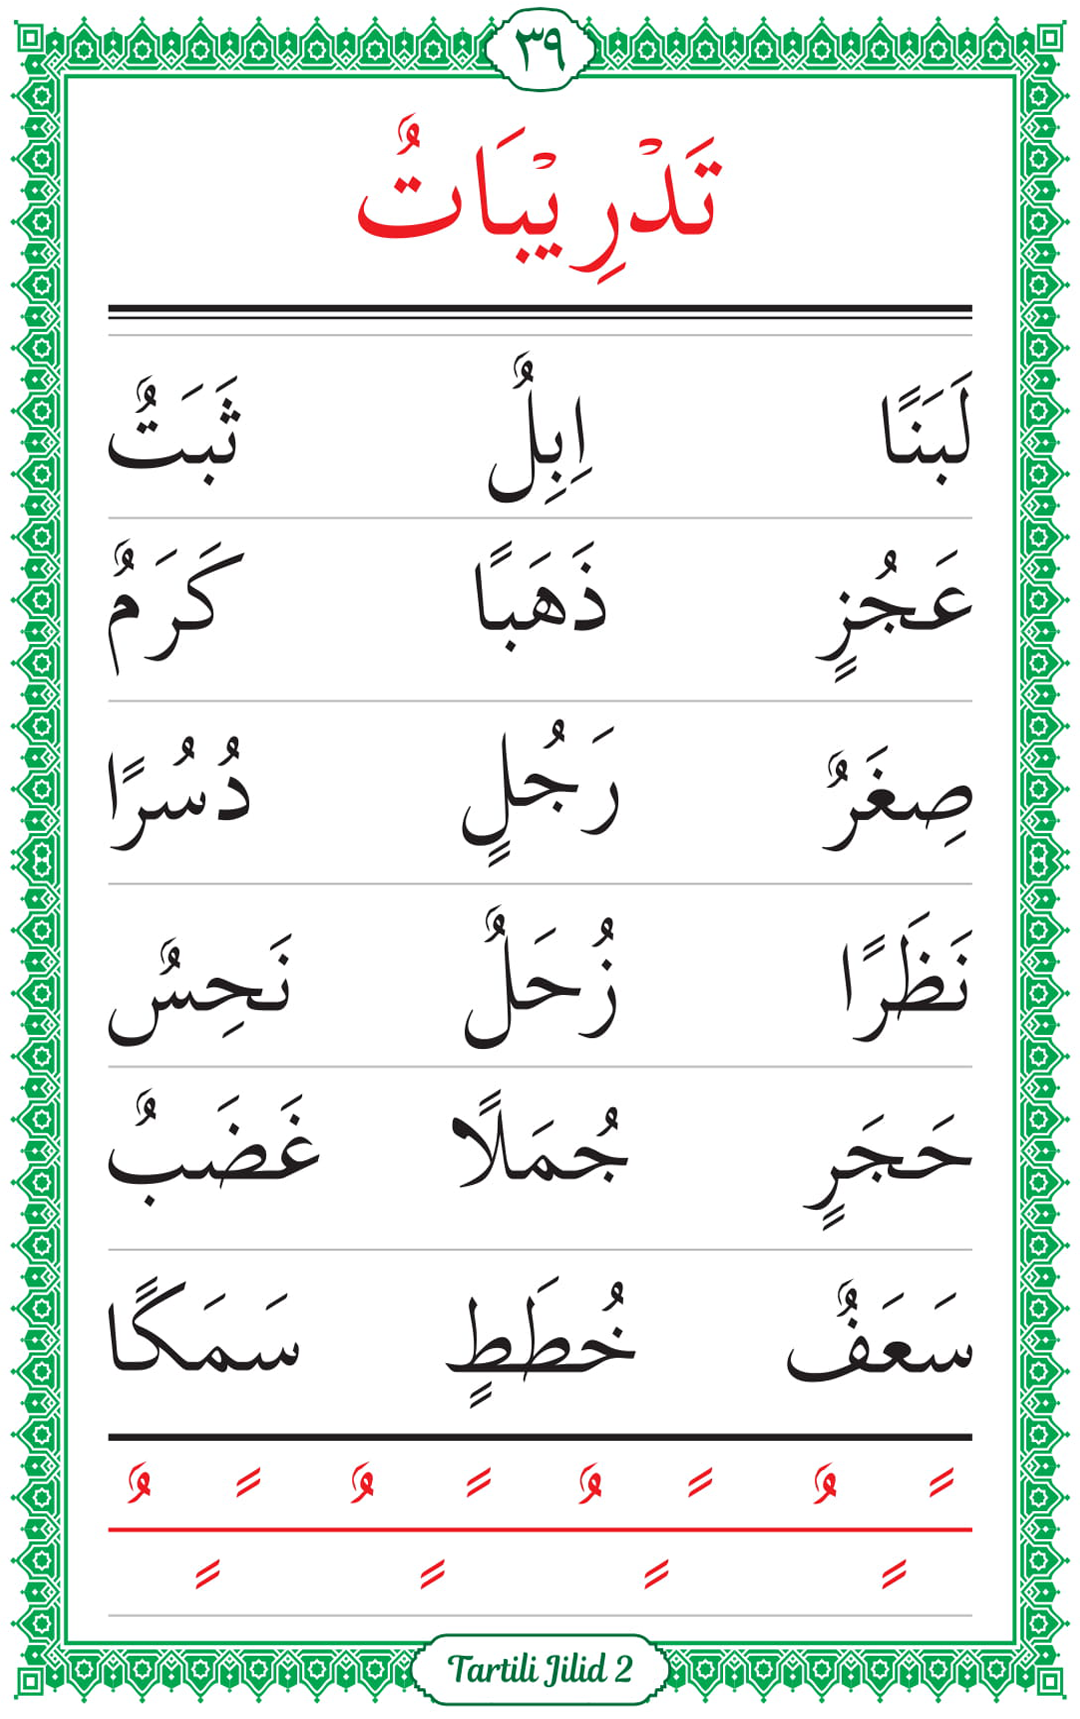 ٣٩
تَدْرِيْبَاتٌ
لَبَنًا اِبِلٌ ثَبَتٌ
عَجُزٍ ذَهَبًا كَرَمٌ
صِغَرٌ رَجُلٍ دُسُرًا
نَظَرًا زُحَلٌ نَحِسٌ
حَجَرٍ جُمَلًا غَضَبٌ
سَعَفٌ خُطَطٍ سَمَكًا
ً ٌ ً ٌ ً ٌ ً ٌ
ٍ ٍ ٍ ٍ
Tartili Jilid 2